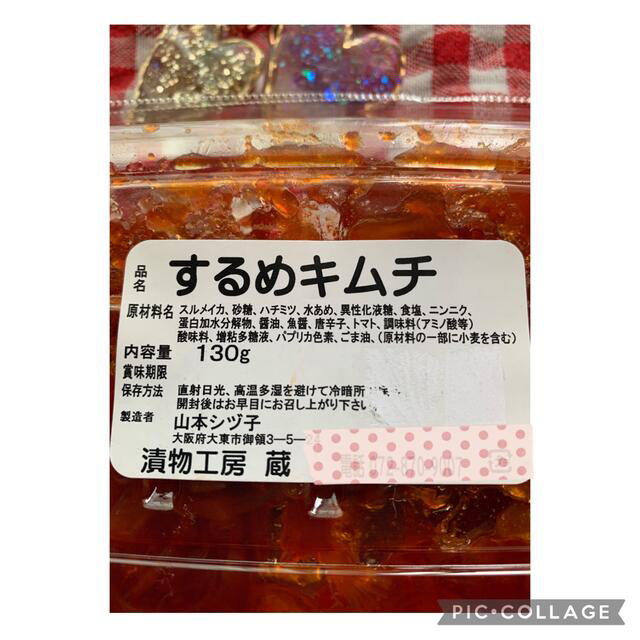 品名 するめキムチ
原材料名 スルメイカ、砂糖、ハチミツ、水あめ、異性化液糖、食塩、ニンニク、
蛋白加水分解物、醤油、魚醤、唐辛子、トマト、調味料(アミノ酸等)
酸味料、増粘多糖液、パプリカ色素、ごま油、(原材料の一部に小麦を含む)
内容量 130g
賞味期限
保存方法 直射日光、高温多湿を避けて冷暗所
開封後はお早目にお召し上がり下さい
製造者 山本シヅ子
大阪府大東市御領3-5-24
漬物工房 蔵
電話
PIC•COLLAGE